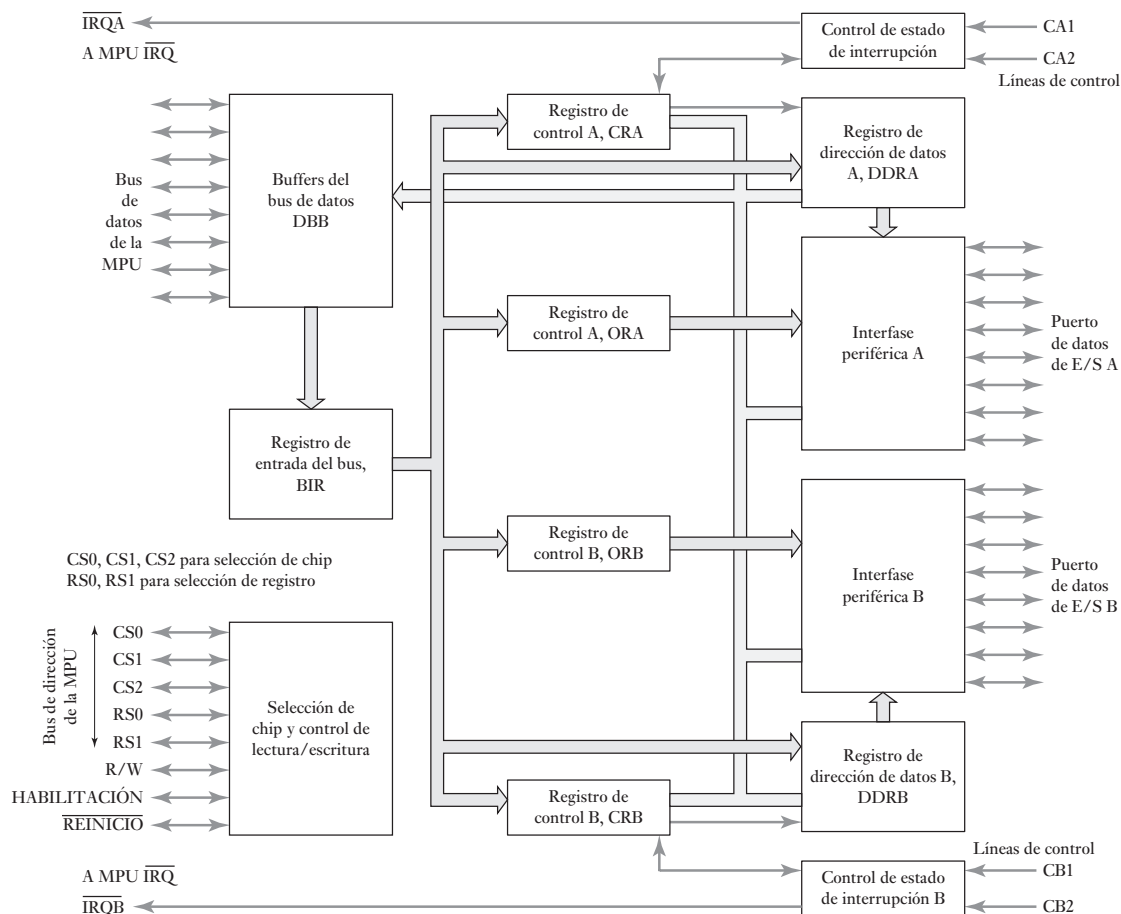 IRQA
A MPU IRQ
Control de estado
de interrupción
CA1
CA2
Líneas de control
Bus
de
datos
de la
MPU
Buffers del
bus de datos
DBB
Registro de
control A, CRA
Registro de
dirección de datos
A, DDRA
Registro de
control A, ORA
Interfase
periférica A
Puerto
de datos
de E/S A
Registro de
entrada del bus,
BIR
Registro de
control B, ORB
Interfase
periférica B
Puerto
de datos
de E/S B
CS0, CS1, CS2 para selección de chip
RS0, RS1 para selección de registro
Bus de dirección
de la MPU
CS0
CS1
CS2
RS0
RS1
R/W
HABILITACIÓN
REINICIO
Selección de
chip y control de
lectura/escritura
Registro de
control B, CRB
Registro de
dirección de datos B,
DDRB
A MPU IRQ
IRQB
Control de estado
de interrupción B
Líneas de control
CB1
CB2